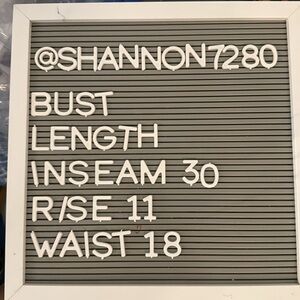 @SHANNON7280
BUST
LENGTH
INSEAM 30
RISE 11
WAIST 18